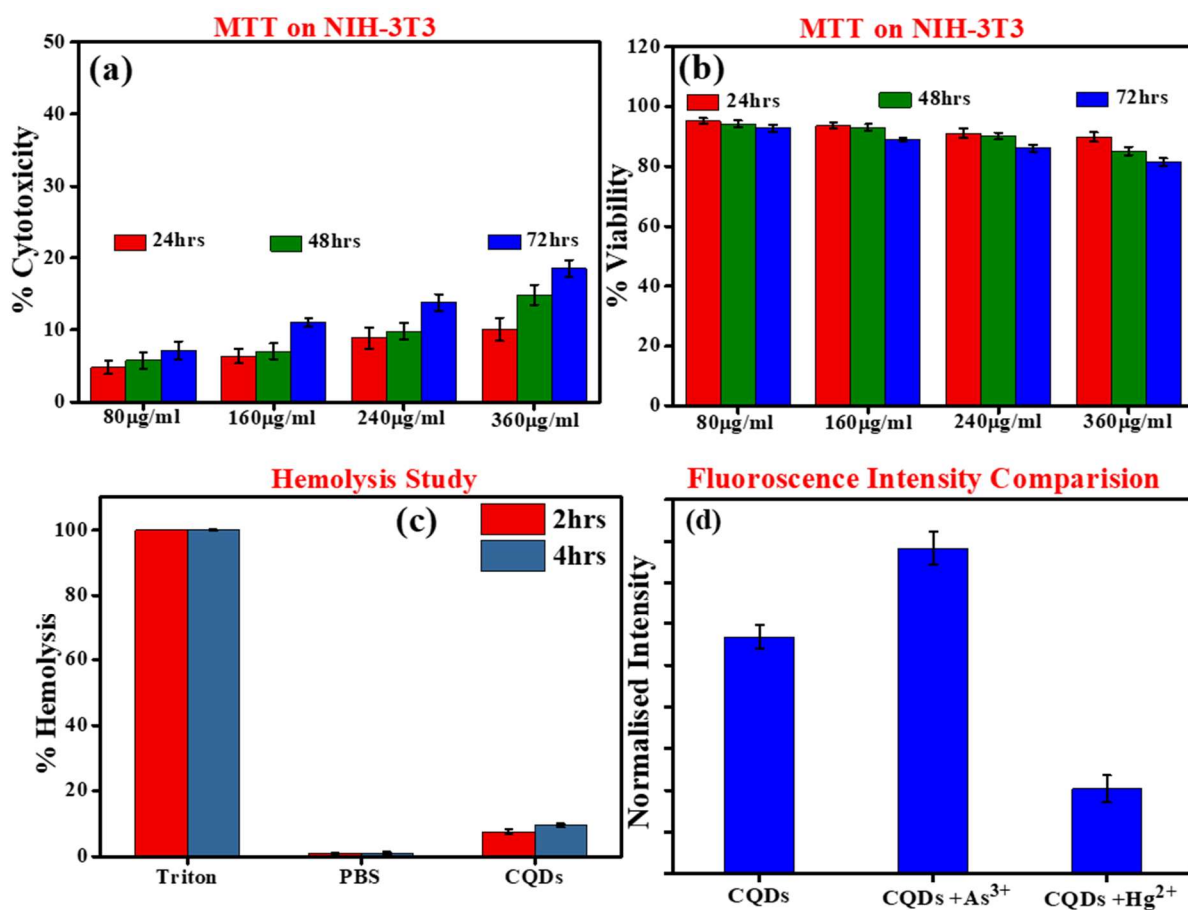 MTT on NIH-3T3
(a)
% Cytotoxicity
50
40
30
20
10
0
24hrs 48hrs 72hrs
80µg/ml 160µg/ml 240µg/ml 360µg/ml
MTT on NIH-3T3
(b)
% Viability
120
100
80
60
40
20
0
24hrs 48hrs 72hrs
80µg/ml 160µg/ml 240µg/ml 360µg/ml
Hemolysis Study
(c)
2hrs
4hrs
% Hemolysis
100
80
60
40
20
0
Triton PBS CQDs
Fluoroscence Intensity Comparision
(d)
Normalised Intensity
CQDs CQDs +As³⁺ CQDs +Hg²⁺